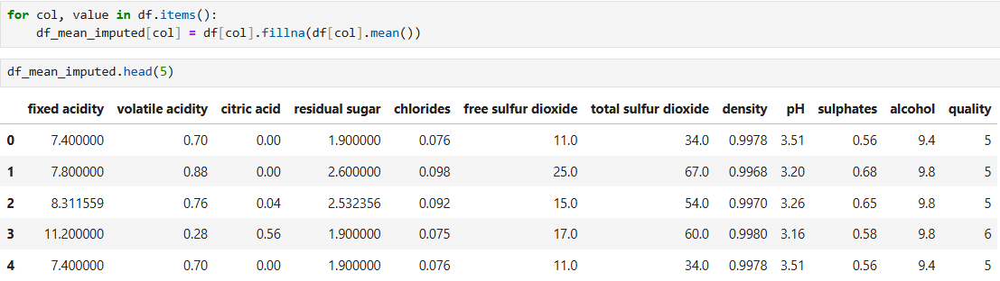 for col, value in df.items():
    df_mean_imputed[col] = df[col].fillna(df[col].mean())
df_mean_imputed.head(5)
fixed acidity volatile acidity citric acid residual sugar chlorides free sulfur dioxide total sulfur dioxide density pH sulphates alcohol quality
0 7.400000 0.70 0.00 1.900000 0.076 11.0 34.0 0.9978 3.51 0.56 9.4 5
1 7.800000 0.88 0.00 2.600000 0.098 25.0 67.0 0.9968 3.20 0.68 9.8 5
2 8.311559 0.76 0.04 2.532356 0.092 15.0 54.0 0.9970 3.26 0.65 9.8 5
3 11.200000 0.28 0.56 1.900000 0.075 17.0 60.0 0.9980 3.16 0.58 9.8 6
4 7.400000 0.70 0.00 1.900000 0.076 11.0 34.0 0.9978 3.51 0.56 9.4 5